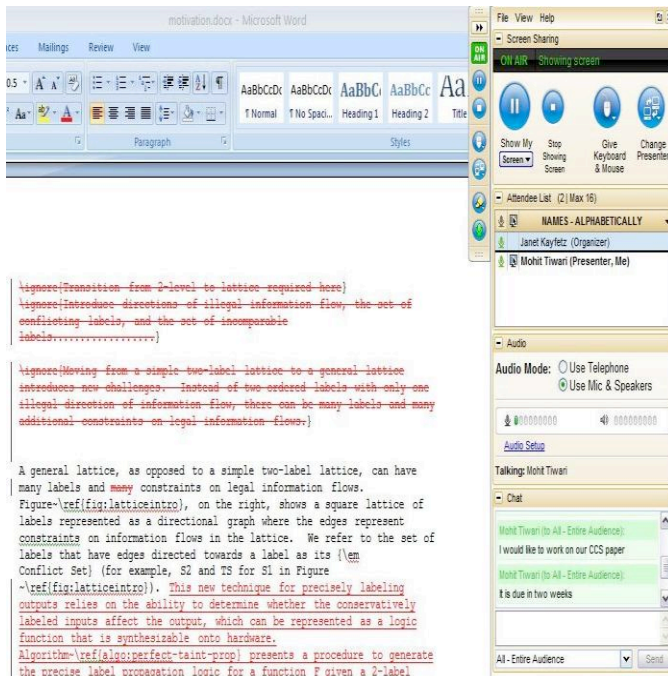 motivation.docx - Microsoft Word
File View Help
Mailings Review View
Screen Sharing
ON AIR
ON AIR Showing screen
AaBbCcDc AaBbCcDc AaBbC AaBbCc Aa
¶ Normal ¶ No Spaci... Heading 1 Heading 2 Title
Paragraph Styles
Show My Screen
Stop Showing Screen
Give Keyboard & Mouse
Change Presenter
Attendee List (2 | Max 16)
NAMES - ALPHABETICALLY
Janet Kayfetz (Organizer)
Mohit Tiwari (Presenter, Me)
\ignore{Transition from 2-level to lattice required here}
\ignore{Introduce directions of illegal information flow, the set of
conflicting labels, and the set of incomparable
labels..................}
\ignore{Moving from a simple two-label lattice to a general lattice
introduces new challenges. Instead of two ordered labels with only one
illegal direction of information flow, there can be many labels and many
additional constraints on legal information flows.}
A general lattice, as opposed to a simple two-label lattice, can have
many labels and many constraints on legal information flows.
Figure~\ref{fig:latticeintro}, on the right, shows a square lattice of
labels represented as a directional graph where the edges represent
constraints on information flows in the lattice. We refer to the set of
labels that have edges directed towards a label as its {\em
Conflict Set} (for example, S2 and TS for S1 in Figure
~\ref{fig:latticeintro}). This new technique for precisely labeling
outputs relies on the ability to determine whether the conservatively
labeled inputs affect the output, which can be represented as a logic
function that is synthesizable onto hardware.
Algorithm~\ref{algo:perfect-taint-prop} presents a procedure to generate
the precise label propagation logic for a function F given a 2-label
Audio
Audio Mode: Use Telephone
Use Mic & Speakers
Audio Setup
Talking: Mohit Tiwari
Chat
Mohit Tiwari (to All - Entire Audience):
I would like to work on our CCS paper
Mohit Tiwari (to All - Entire Audience):
It is due in two weeks
All - Entire Audience Send